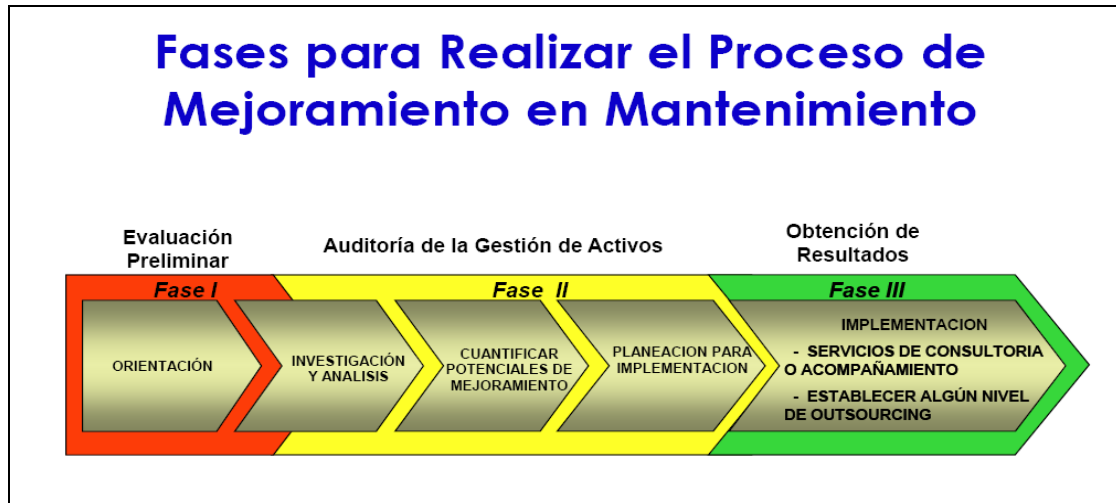 Fases para Realizar el Proceso de
Mejoramiento en Mantenimiento
Evaluación
Preliminar
Auditoría de la Gestión de Activos
Obtención de
Resultados
Fase I
Fase II
Fase III
ORIENTACIÓN
INVESTIGACIÓN
Y ANALISIS
CUANTIFICAR
POTENCIALES DE
MEJORAMIENTO
PLANEACION PARA
IMPLEMENTACION
IMPLEMENTACION
- SERVICIOS DE CONSULTORIA
O ACOMPAÑAMIENTO
- ESTABLECER ALGÚN NIVEL
DE OUTSOURCING